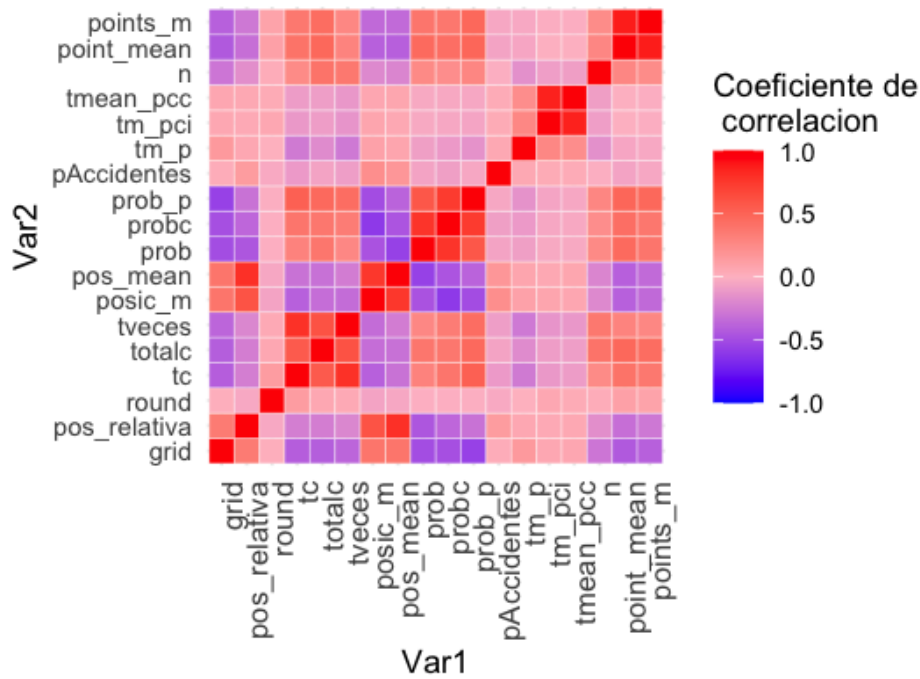 points_m
point_mean
n
tmean_pcc
tm_pci
tm_p
pAccidentes
prob_p
probc
prob
pos_mean
posic_m
tveces
totalc
tc
round
pos_relativa
grid
Var2
grid
pos_relativa
round
tc
totalc
tveces
posic_m
pos_mean
prob
probc
prob_p
pAccidentes
tm_p
tm_pci
tmean_pcc
n
point_mean
points_m
Var1
Coeficiente de
correlacion
1.0
0.5
0.0
-0.5
-1.0